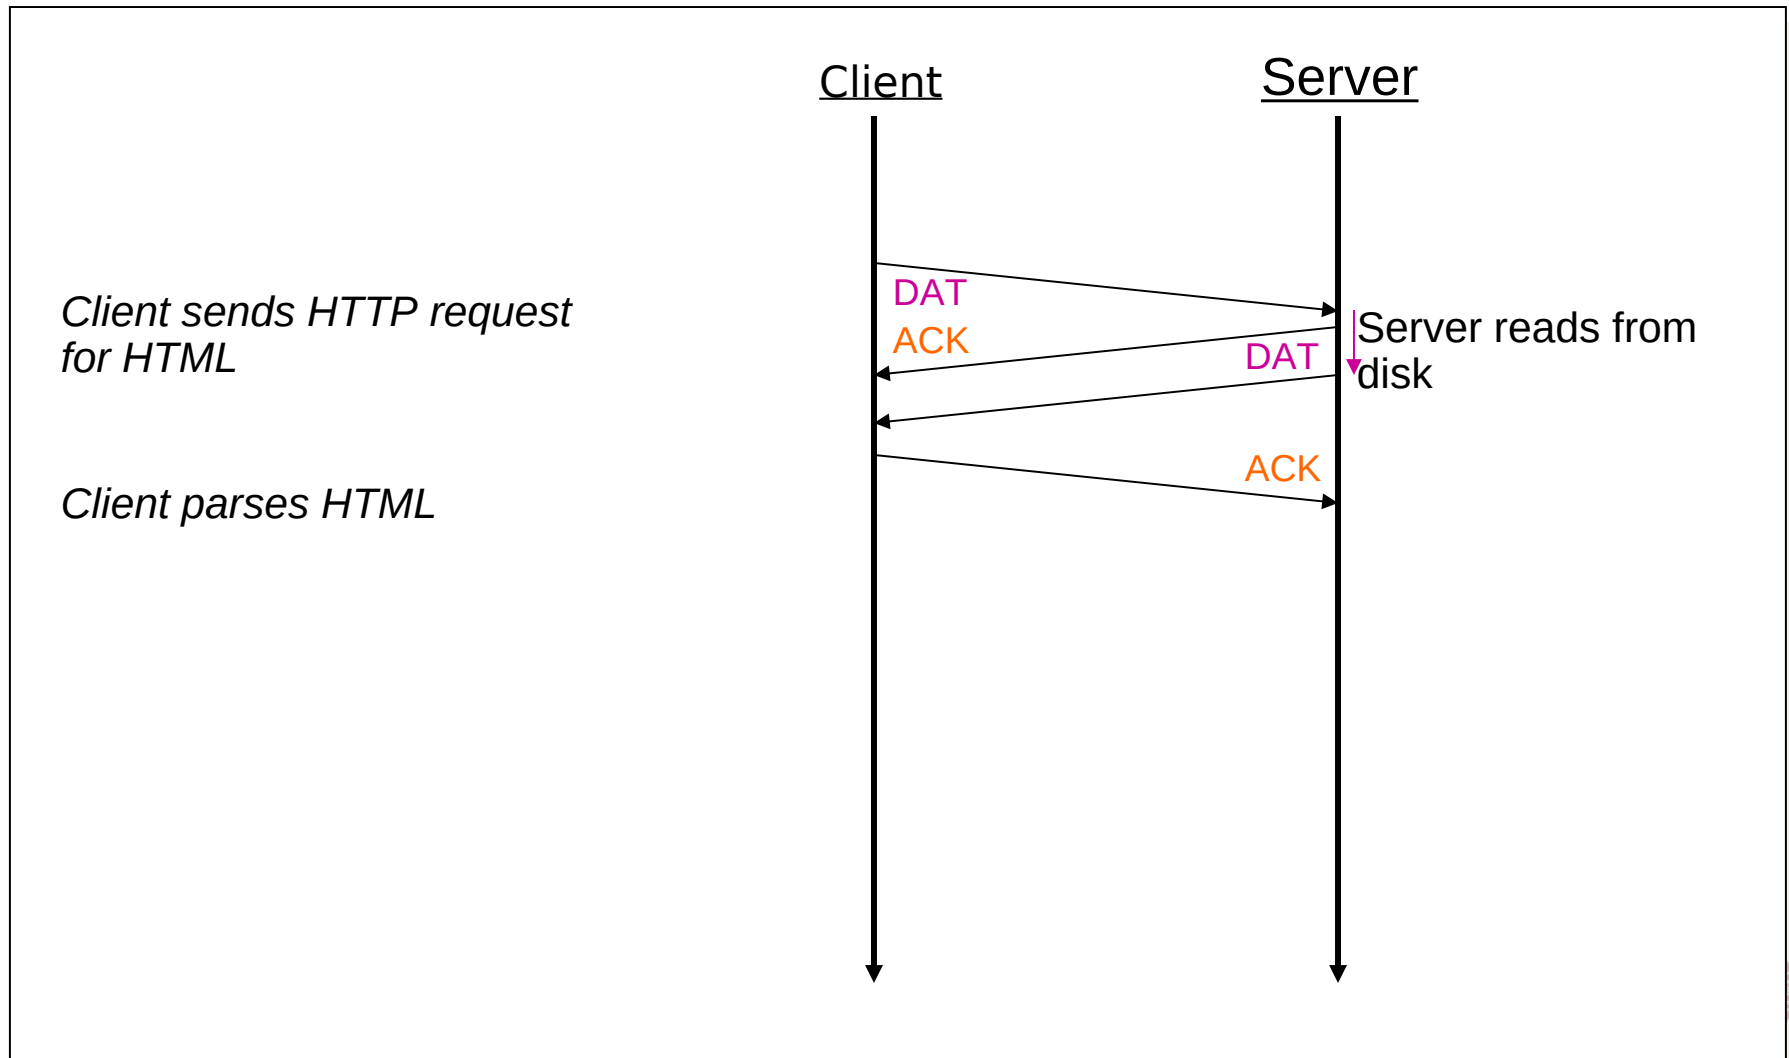 Client
Server
DAT
Client sends HTTP request
for HTML
ACK
DAT
Server reads from
disk
ACK
Client parses HTML